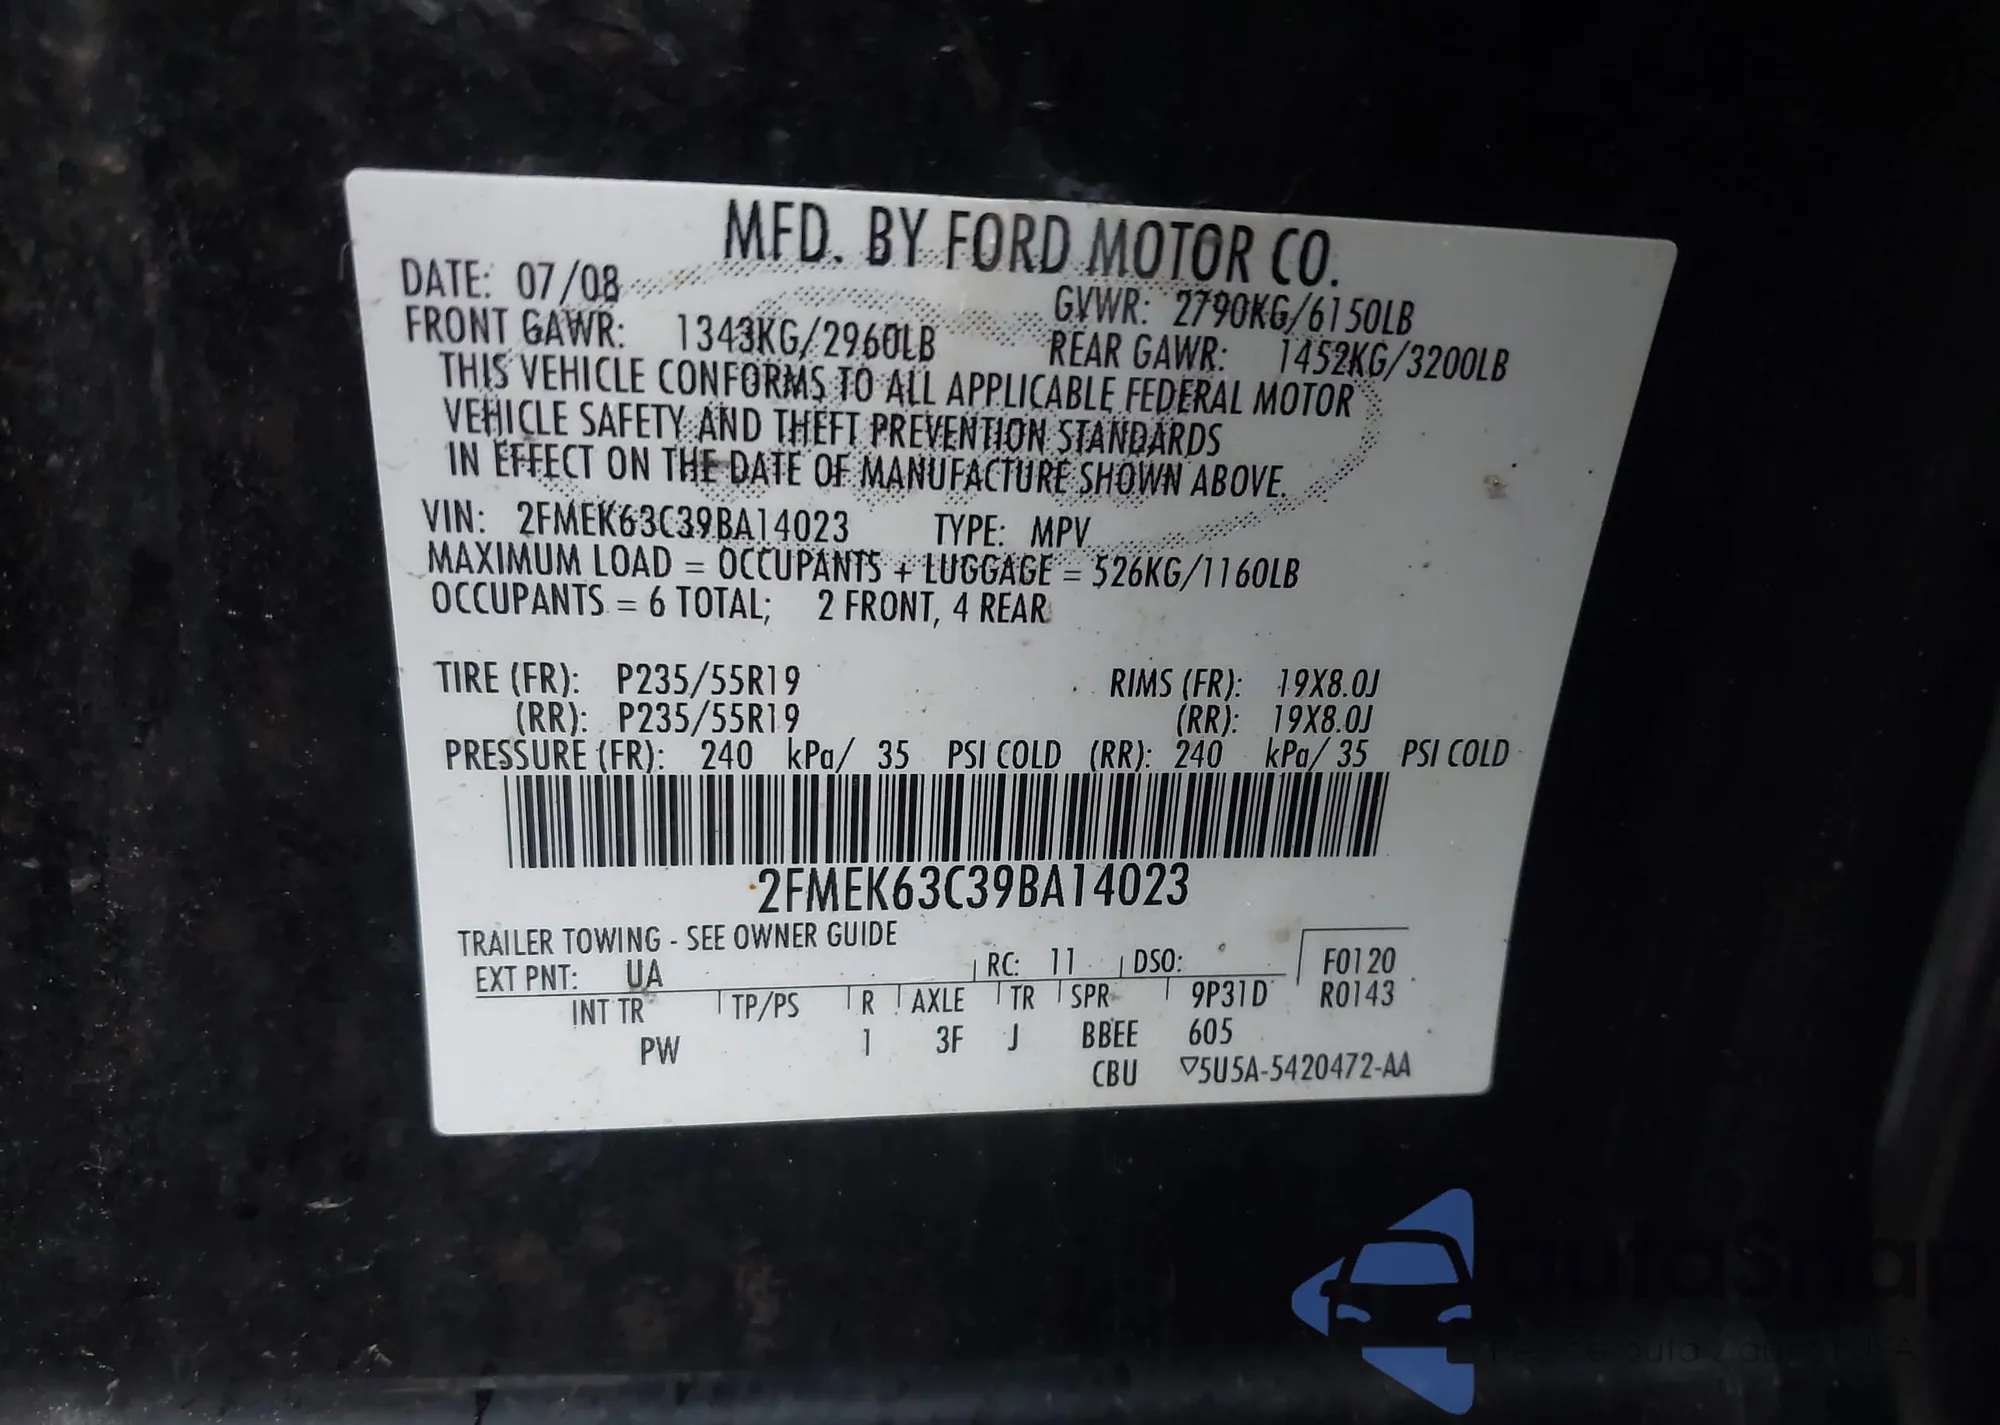 MFD. BY FORD MOTOR CO.
DATE: 07/08 GVWR: 2790KG/6150LB
FRONT GAWR: 1343KG/2960LB REAR GAWR: 1452KG/3200LB
THIS VEHICLE CONFORMS TO ALL APPLICABLE FEDERAL MOTOR
VEHICLE SAFETY AND THEFT PREVENTION STANDARDS
IN EFFECT ON THE DATE OF MANUFACTURE SHOWN ABOVE.
VIN: 2FMEK63C39BA14023 TYPE: MPV
MAXIMUM LOAD = OCCUPANTS + LUGGAGE = 526KG/1160LB
OCCUPANTS = 6 TOTAL; 2 FRONT, 4 REAR
TIRE (FR): P235/55R19 RIMS (FR): 19X8.0J
(RR): P235/55R19 (RR): 19X8.0J
PRESSURE (FR): 240 kPa/ 35 PSI COLD (RR): 240 kPa/ 35 PSI COLD
2FMEK63C39BA14023
TRAILER TOWING - SEE OWNER GUIDE
EXT PNT: UA RC: 11 DSO: F0120
INT TR TP/PS R AXLE TR SPR 9P31D R0143
PW 1 3F J BBEE 605
CBU ▽5U5A-5420472-AA